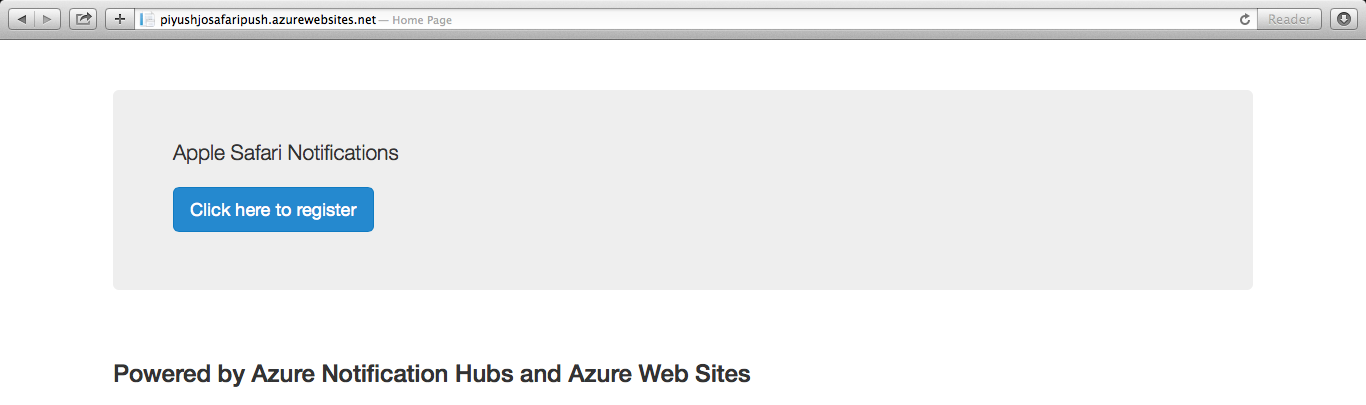 piyushjosafaripush.azurewebsites.net — Home Page
Reader
Apple Safari Notifications
Click here to register
Powered by Azure Notification Hubs and Azure Web Sites